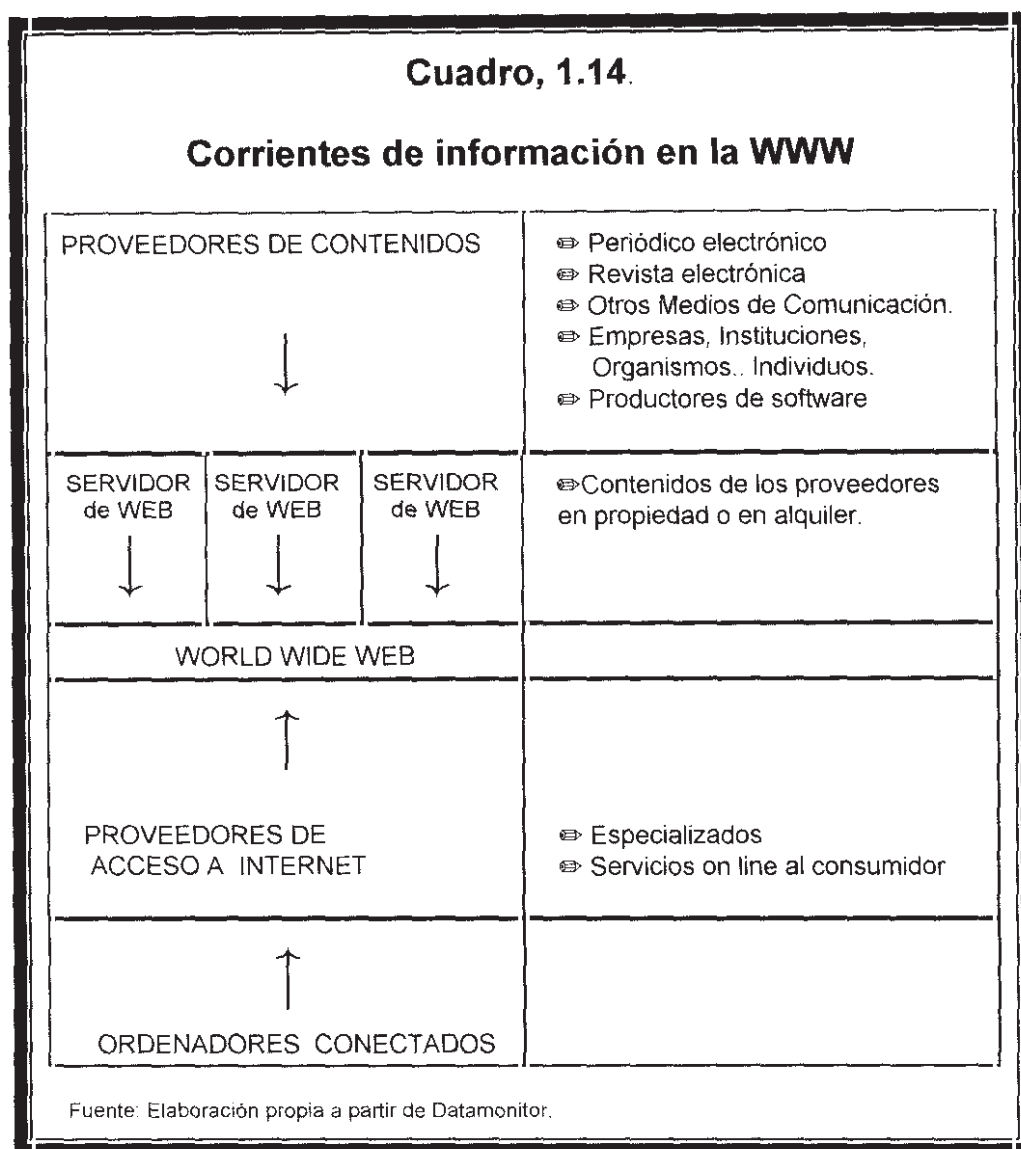 Cuadro, 1.14.
Corrientes de información en la WWW
PROVEEDORES DE CONTENIDOS
✏ Periódico electrónico
✏ Revista electrónica
✏ Otros Medios de Comunicación.
✏ Empresas, Instituciones,
Organismos.. Individuos.
✏ Productores de software
SERVIDOR
de WEB
SERVIDOR
de WEB
SERVIDOR
de WEB
✏Contenidos de los proveedores
en propiedad o en alquiler.
WORLD WIDE WEB
PROVEEDORES DE
ACCESO A INTERNET
✏ Especializados
✏ Servicios on line al consumidor
ORDENADORES CONECTADOS
Fuente: Elaboración propia a partir de Datamonitor.